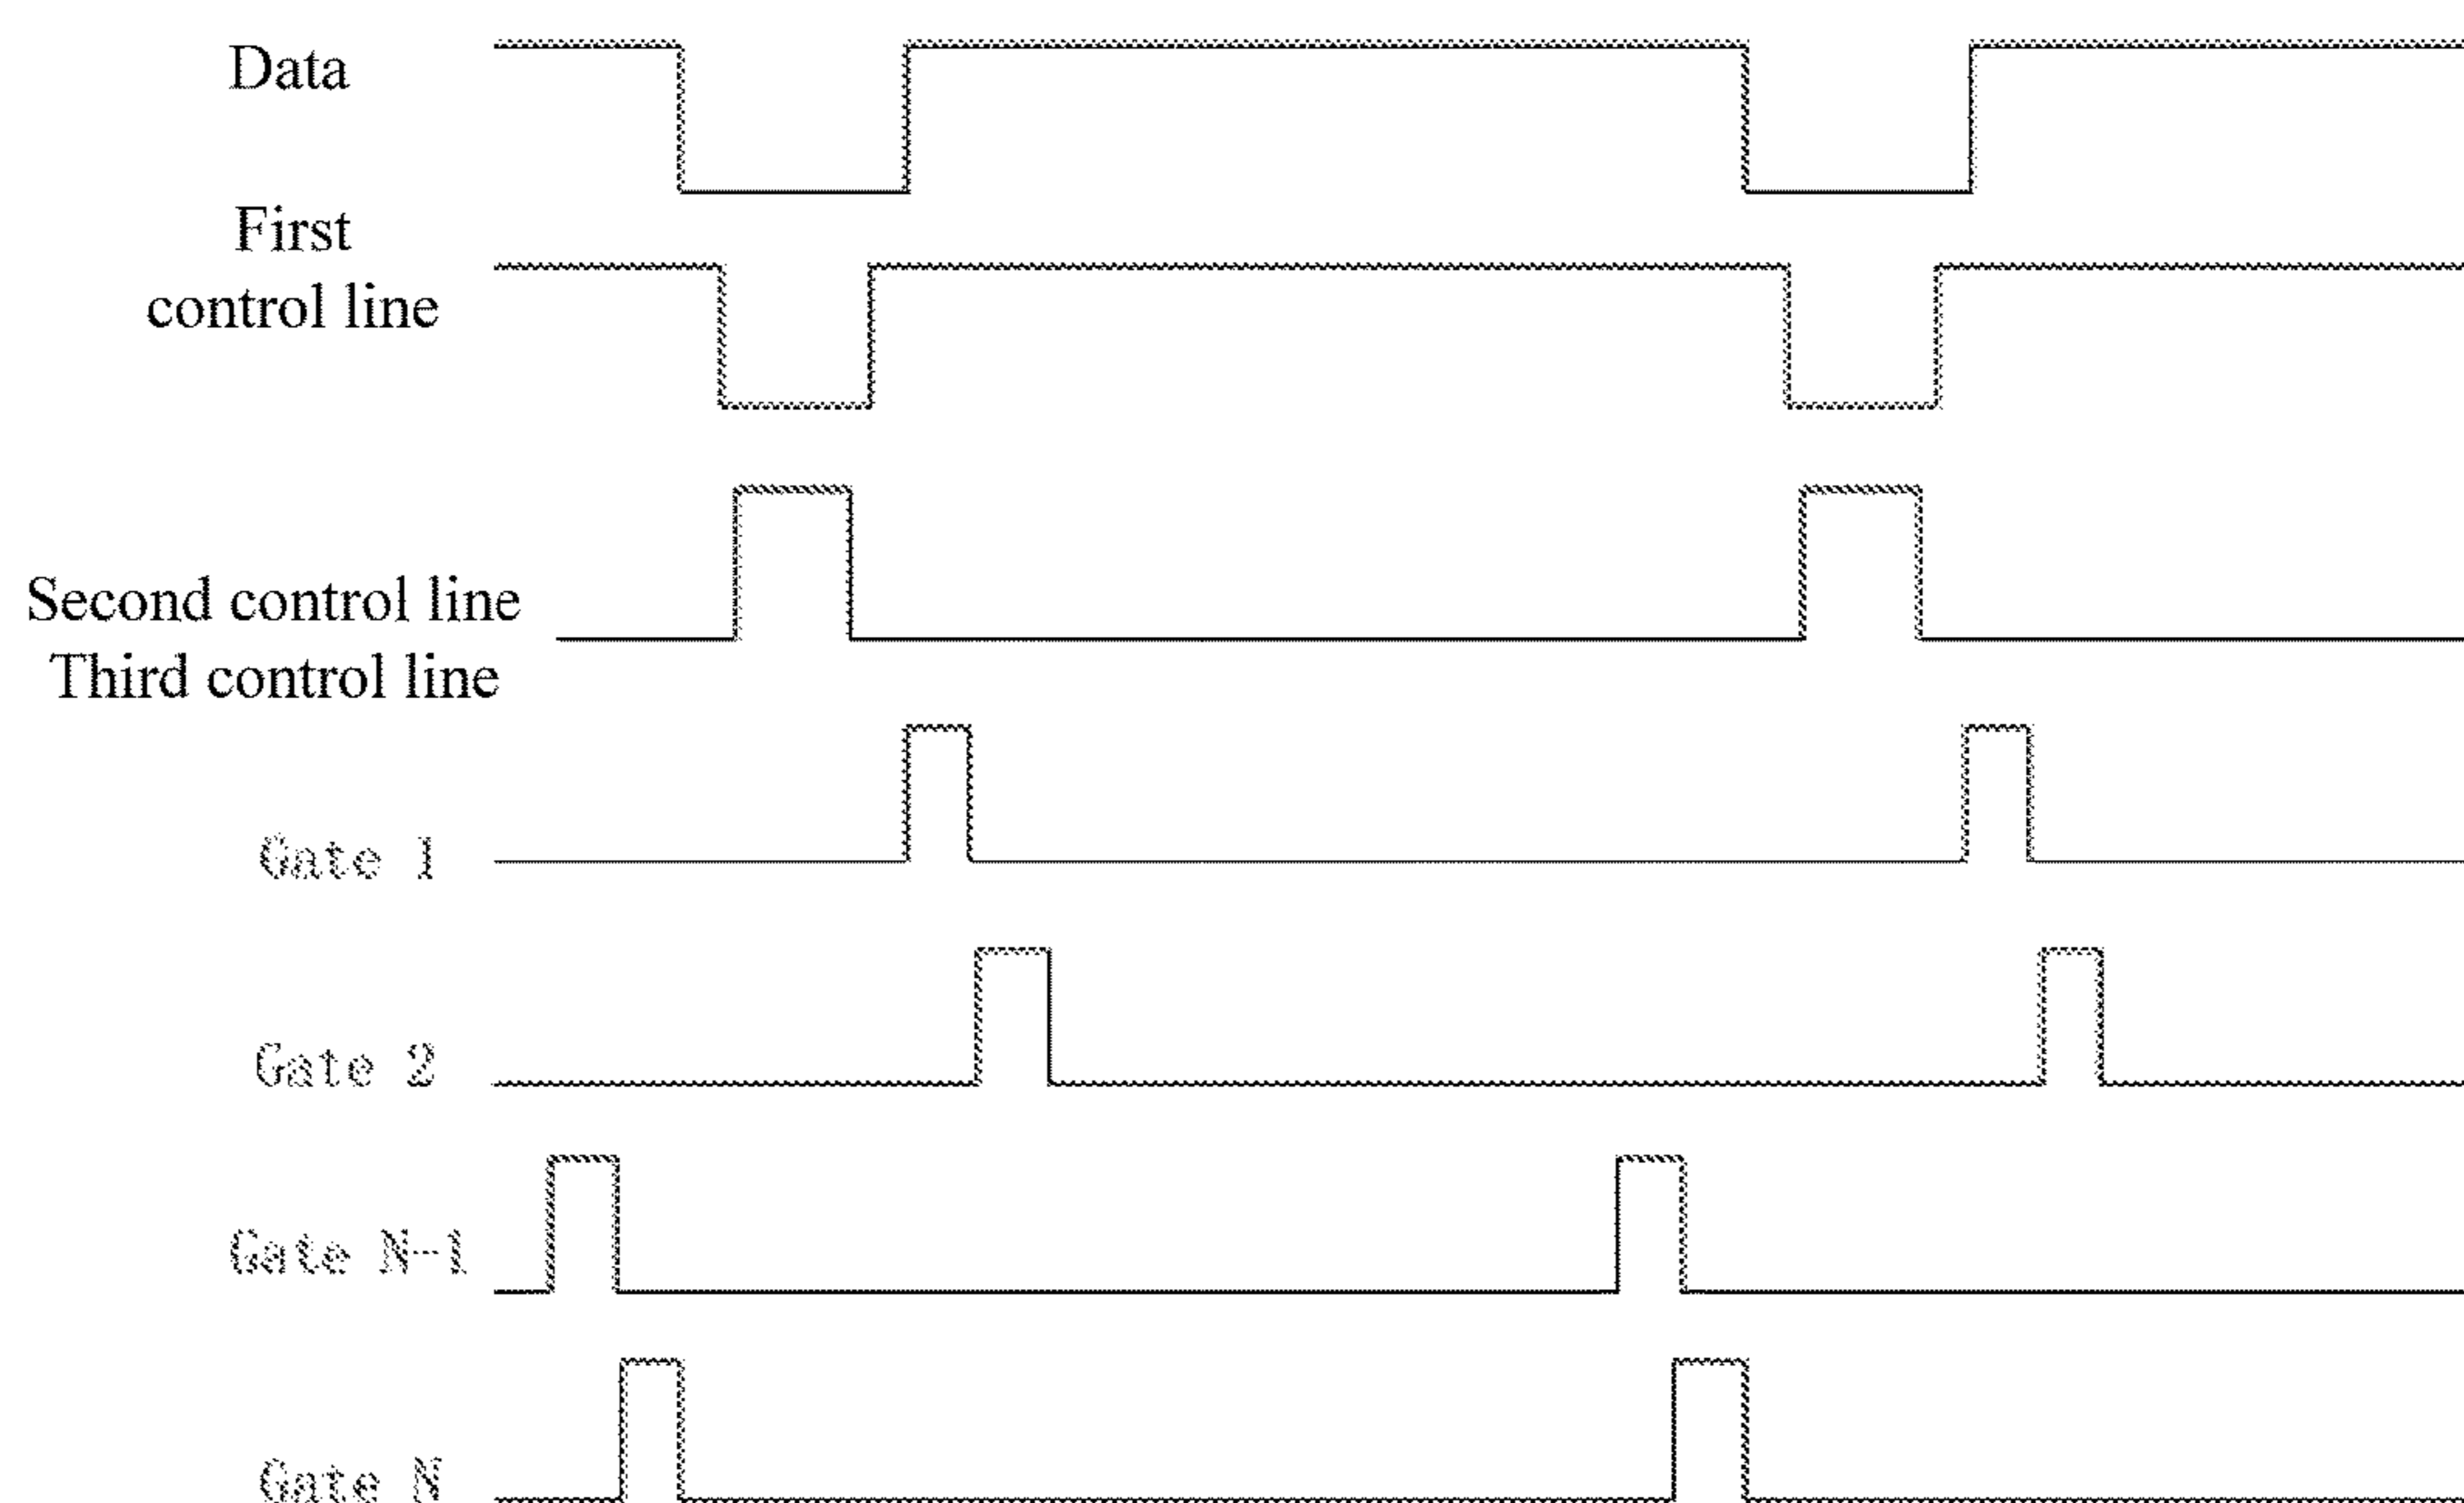 Data
First
control line
Second control line
Third control line
Gate 1
Gate 2
Gate N-1
Gate N